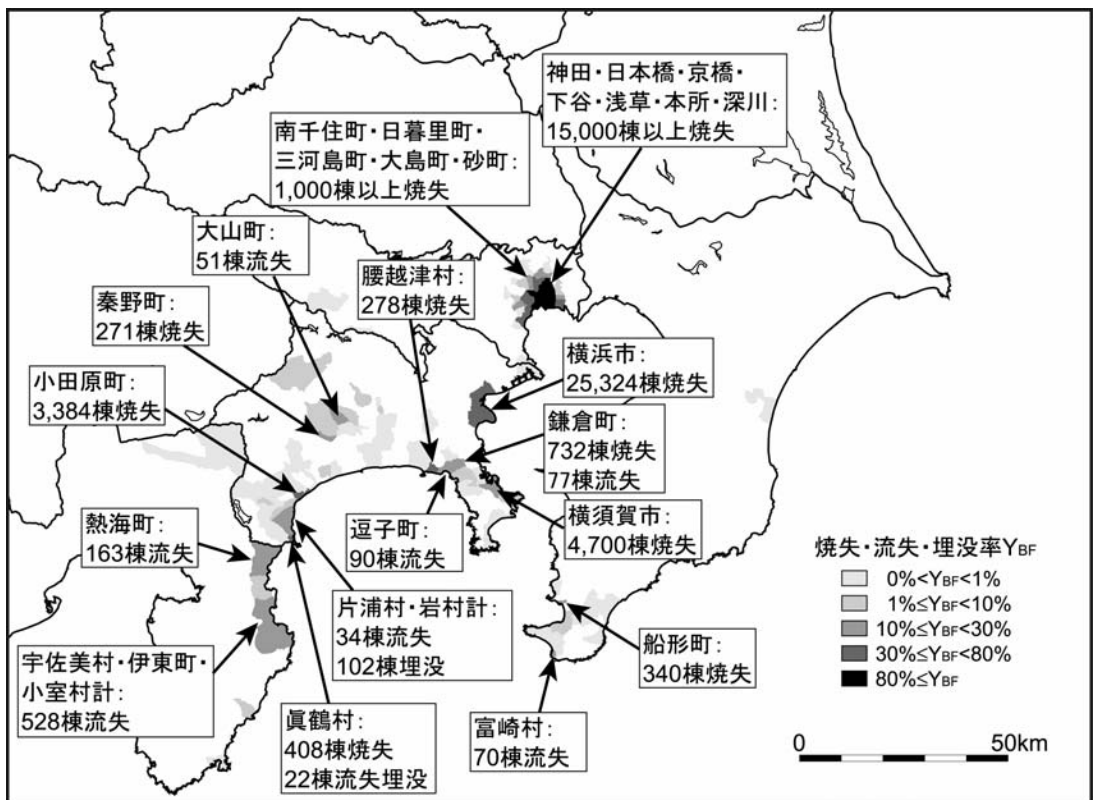 神田・日本橋・京橋・
下谷・浅草・本所・深川:
15,000棟以上焼失
南千住町・日暮里町・
三河島町・大島町・砂町:
1,000棟以上焼失
大山町:
51棟流失
腰越津村:
278棟焼失
秦野町:
271棟焼失
横浜市:
25,324棟焼失
小田原町:
3,384棟焼失
鎌倉町:
732棟焼失
77棟流失
熱海町:
163棟流失
逗子町:
90棟流失
横須賀市:
4,700棟焼失
片浦村・岩村計:
34棟流失
102棟埋没
船形町:
340棟焼失
宇佐美村・伊東町・
小室村計:
528棟流失
眞鶴村:
408棟焼失
22棟流失埋没
富崎村:
70棟流失
焼失・流失・埋没率YBF
0%<YBF<1%
1%≤YBF<10%
10%≤YBF<30%
30%≤YBF<80%
80%≤YBF
0 50km